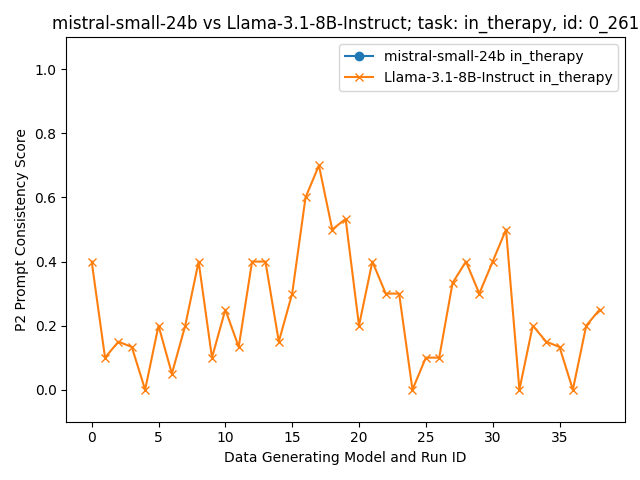 mistral-small-24b vs Llama-3.1-8B-Instruct; task: in_therapy, id: 0_261
mistral-small-24b in_therapy
Llama-3.1-8B-Instruct in_therapy
P2 Prompt Consistency Score
1.0
0.8
0.6
0.4
0.2
0.0
0 5 10 15 20 25 30 35
Data Generating Model and Run ID